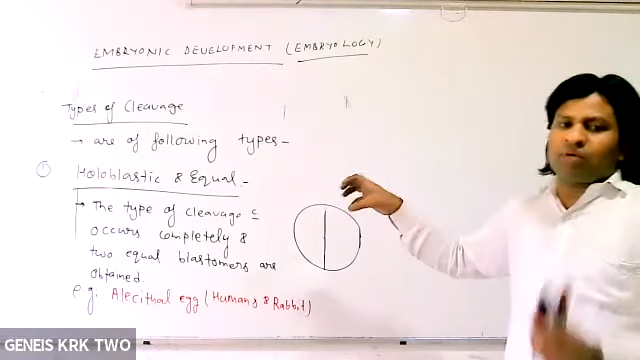 EMBRYONIC DEVELOPMENT (EMBRYOLOGY)
Types of Cleavage
→ are of following types -
① Holoblastic & Equal -
→ The type of cleavage c
occurs completely &
two equal blastomers are
obtained.
e.g. Alecithal egg (Humans & Rabbit)
GENEIS KRK TWO